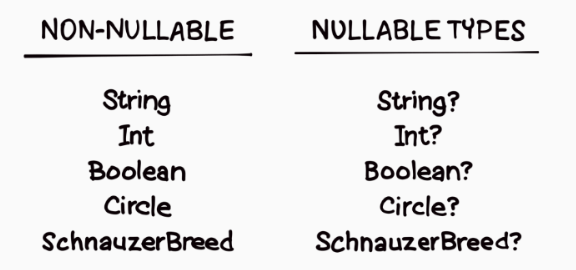 NON-NULLABLE NULLABLE TYPES
String String?
Int Int?
Boolean Boolean?
Circle Circle?
SchnauzerBreed SchnauzerBreed?